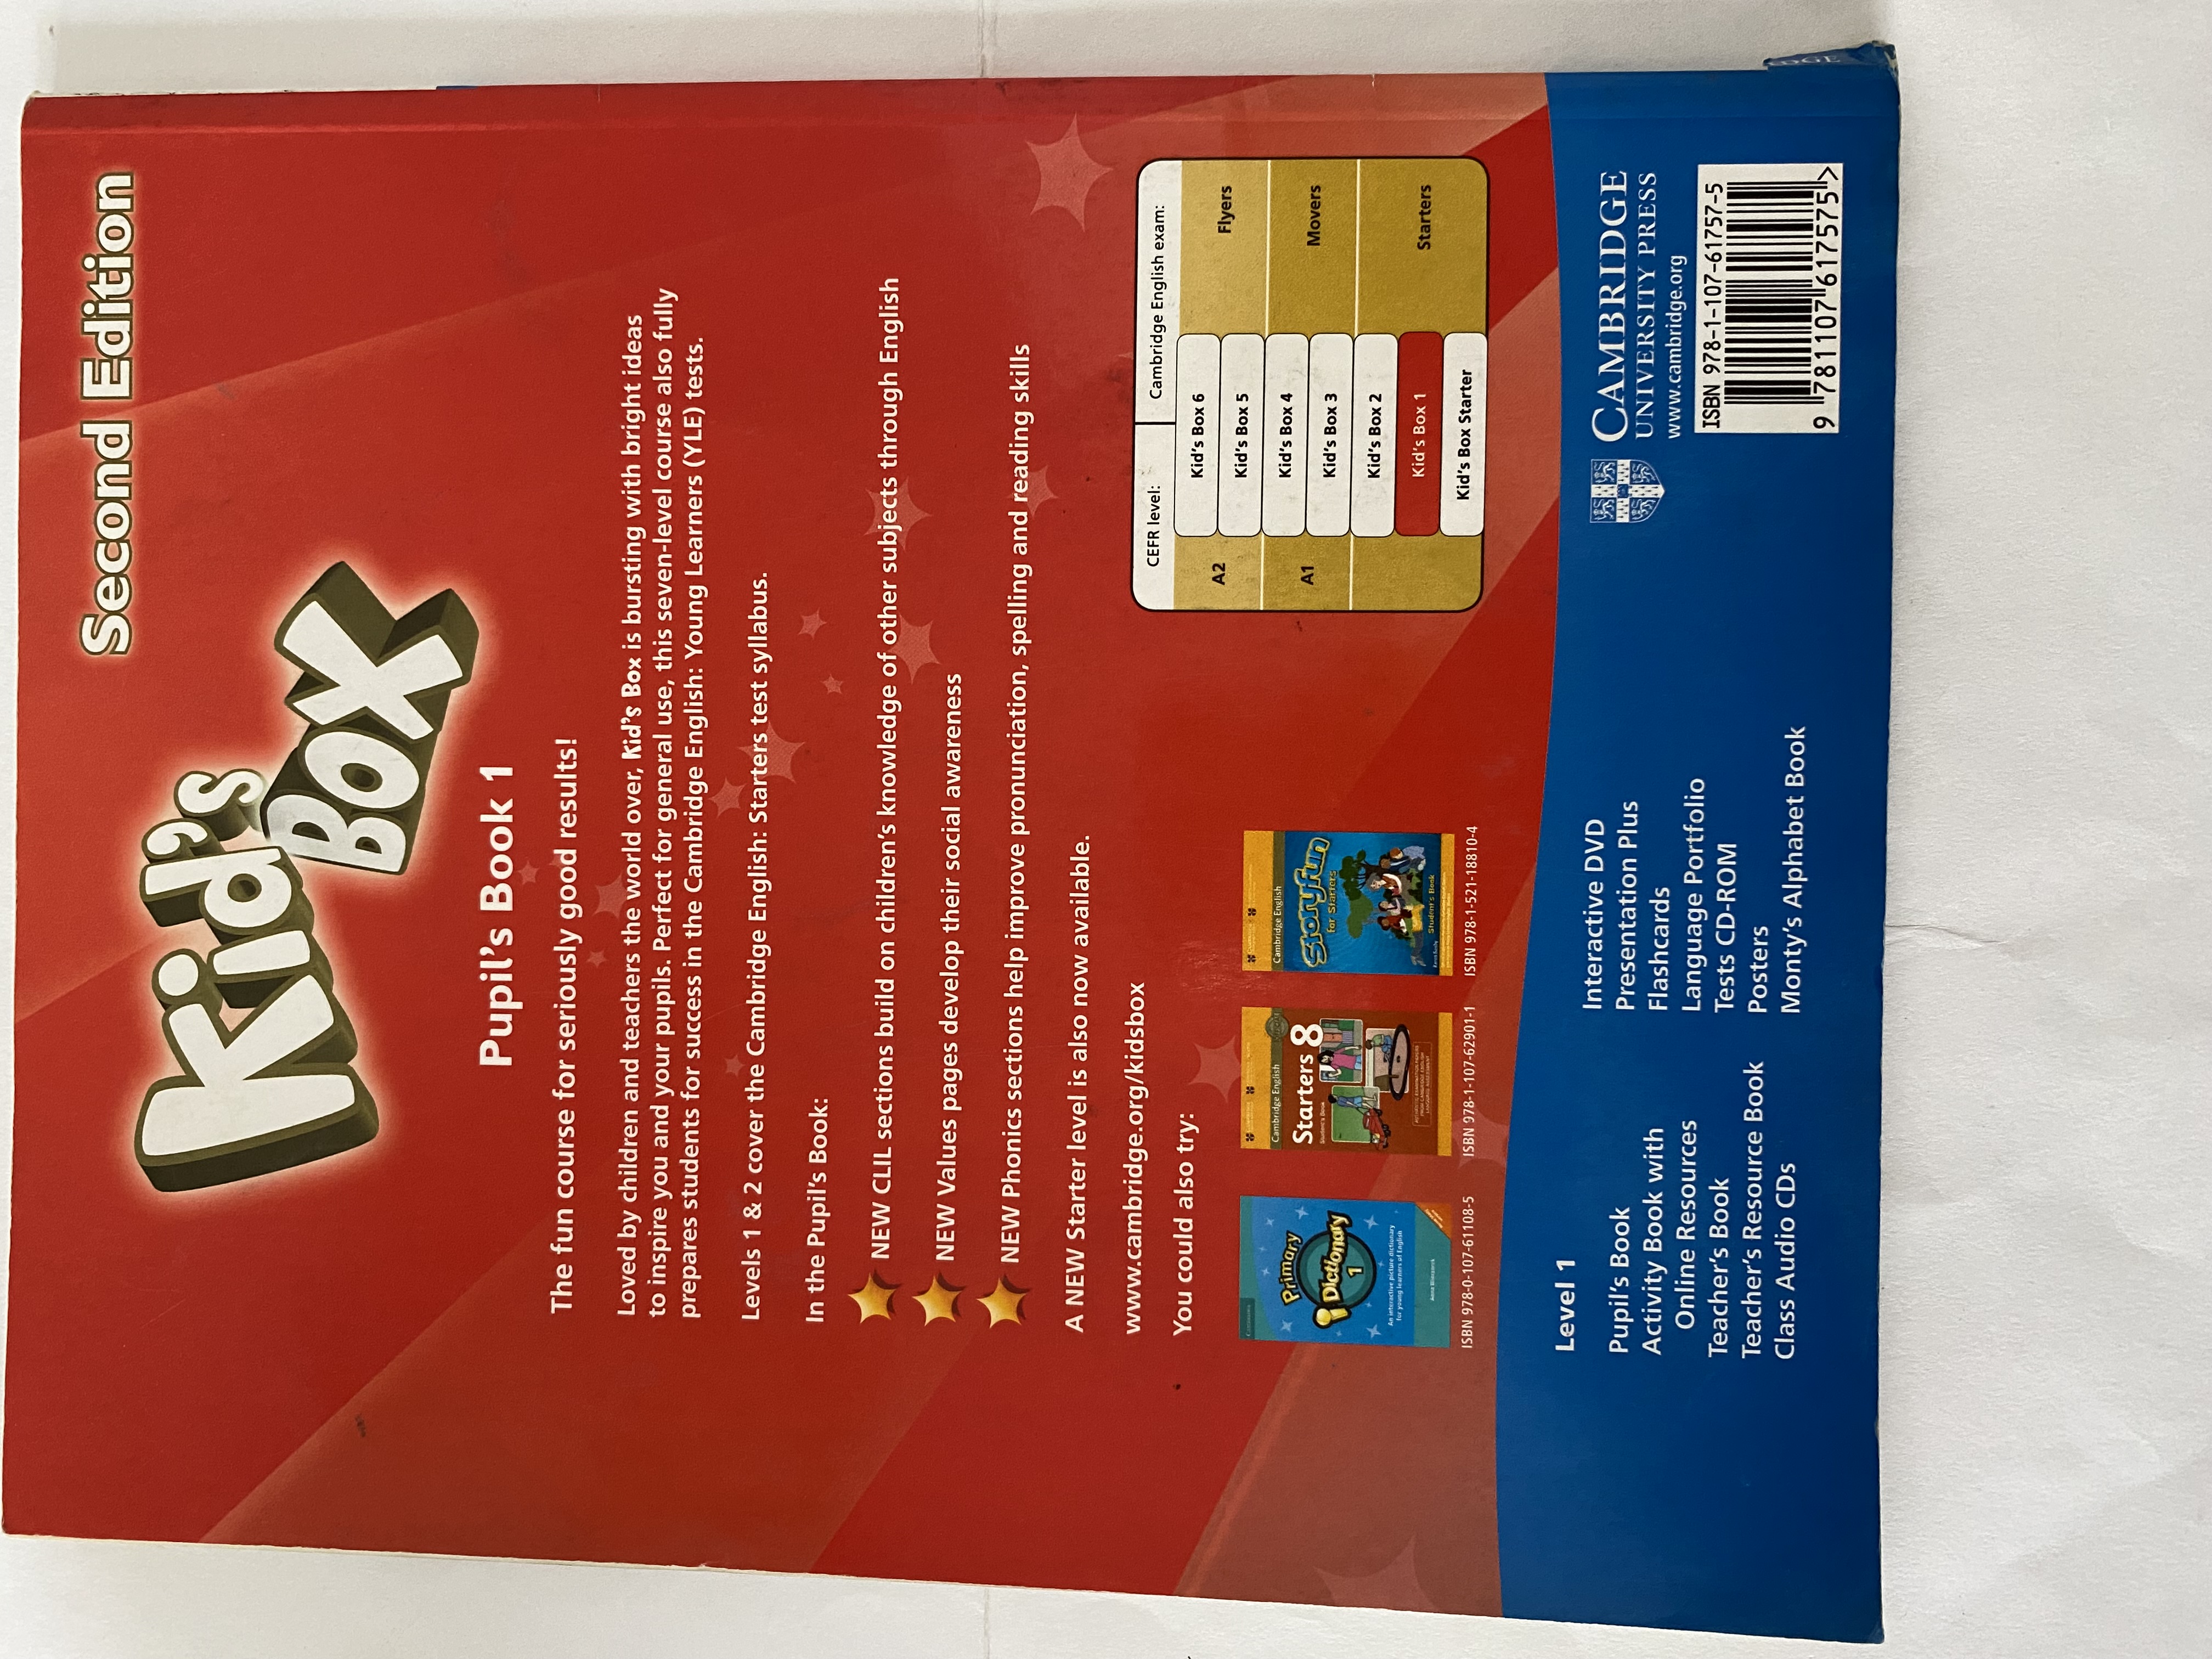 Second Edition
Kid's
Box
Pupil's Book 1
The fun course for seriously good results!
Loved by children and teachers the world over, Kid's Box is bursting with bright ideas
to inspire you and your pupils. Perfect for general use, this seven-level course also fully
prepares students for success in the Cambridge English: Young Learners (YLE) tests.
Levels 1 & 2 cover the Cambridge English: Starters test syllabus.
In the Pupil's Book:
NEW CLIL sections build on children's knowledge of other subjects through English
NEW Values pages develop their social awareness
NEW Phonics sections help improve pronunciation, spelling and reading skills
A NEW Starter level is also now available.
www.cambridge.org/kidsbox
You could also try:
Primary
i Dictionary
1
An interactive picture dictionary
for young learners of English
ISBN 978-0-107-61108-5
Cambridge English
Starters 8
Student's Book
AUTHENTIC EXAMINATION PAPERS
FROM CAMBRIDGE ENGLISH
LANGUAGE ASSESSMENT
ISBN 978-1-107-62901-1
Cambridge English
Storyfun
for Starters
Student's Book
ISBN 978-1-521-18810-4
CEFR level: Cambridge English exam:
Kid's Box 6
A2 Flyers
Kid's Box 5
Kid's Box 4
A1 Movers
Kid's Box 3
Kid's Box 2
Kid's Box 1
Starters
Kid's Box Starter
Level 1
Pupil's Book
Activity Book with
Online Resources
Teacher's Book
Teacher's Resource Book
Class Audio CDs
Interactive DVD
Presentation Plus
Flashcards
Language Portfolio
Tests CD-ROM
Posters
Monty's Alphabet Book
CAMBRIDGE
UNIVERSITY PRESS
www.cambridge.org
ISBN 978-1-107-61757-5
9 781107 617575 >